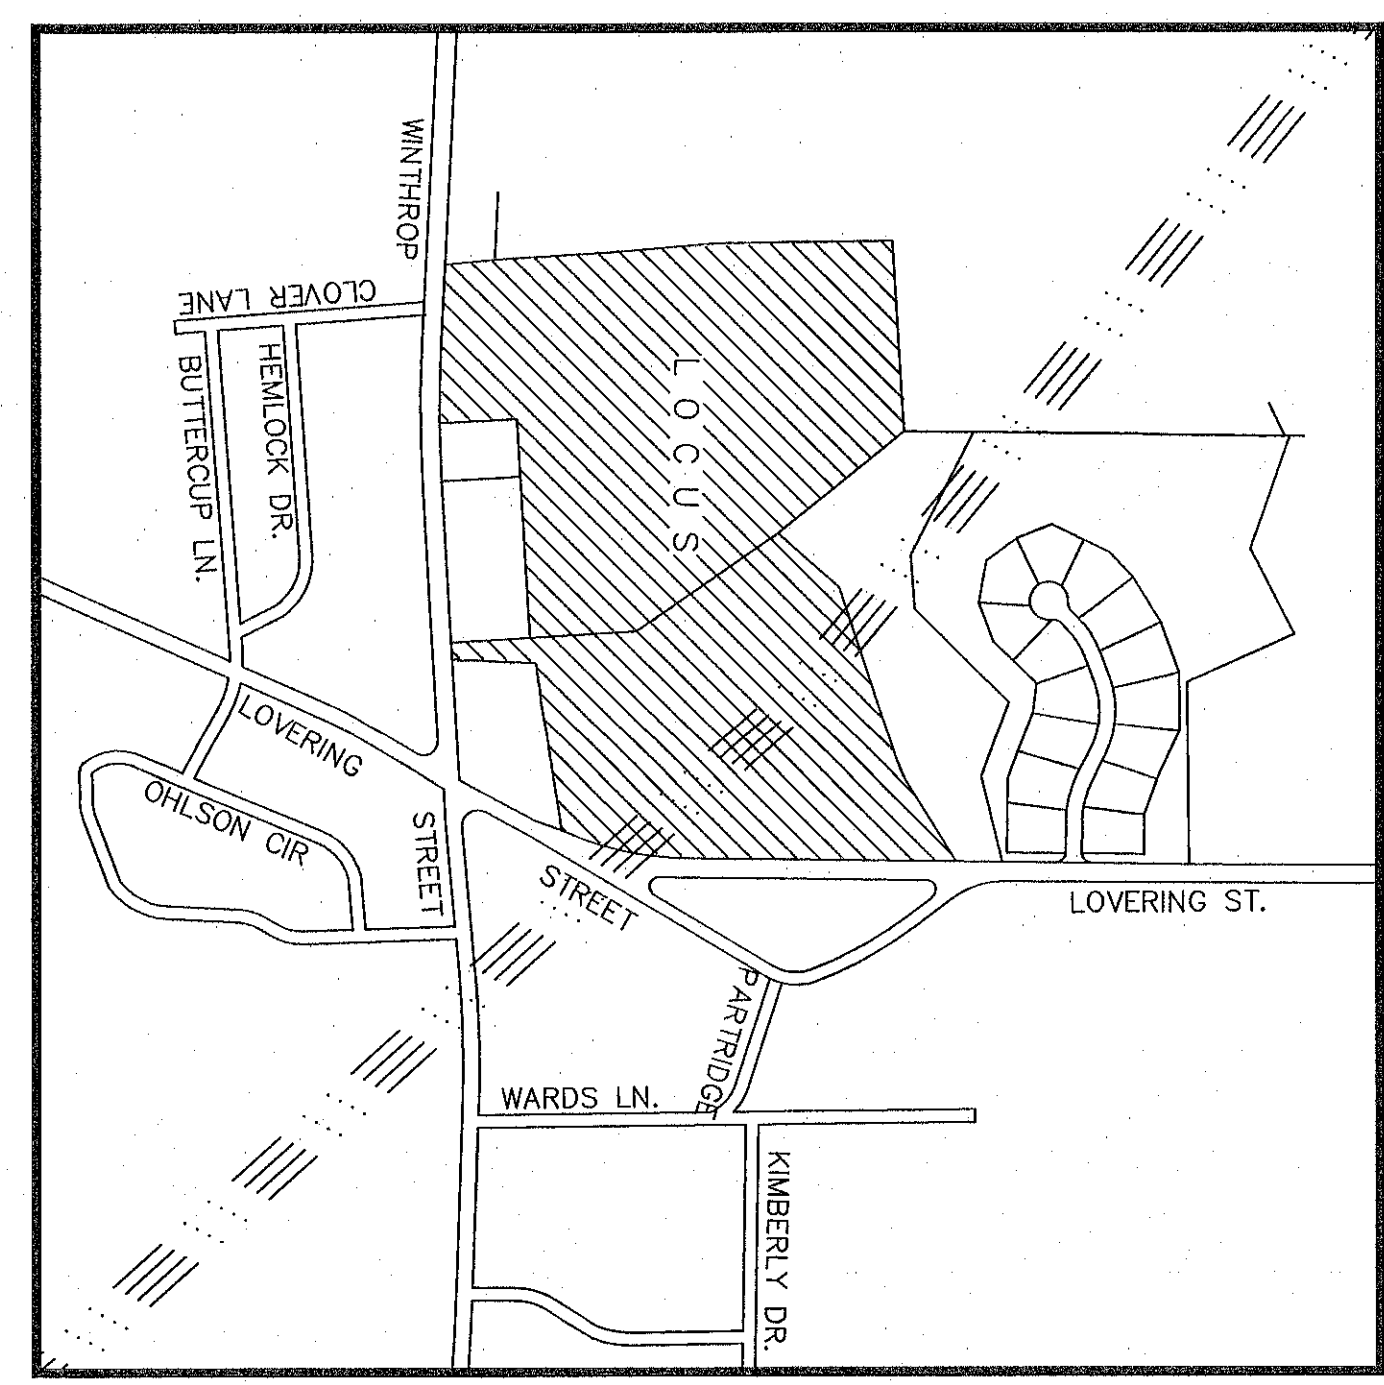 WINTHROP
CLOVER LANE
HEMLOCK DR.
BUTTERCUP LN.
LOCUS
LOVERING
OHLSON CIR
STREET
STREET
LOVERING ST.
PARTRIDGE
WARDS LN.
KIMBERLY DR.